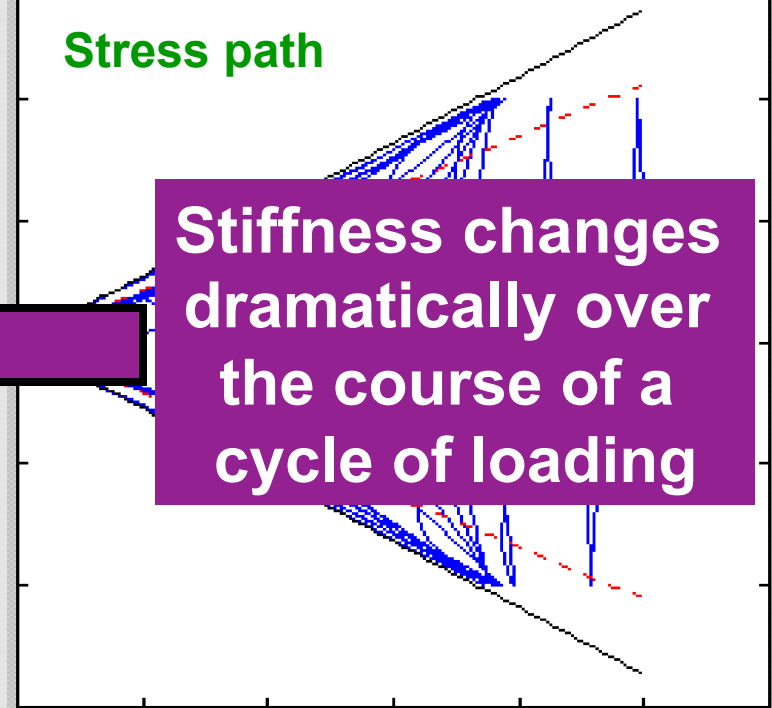 Stress path
Stiffness changes
dramatically over
the course of a
cycle of loading